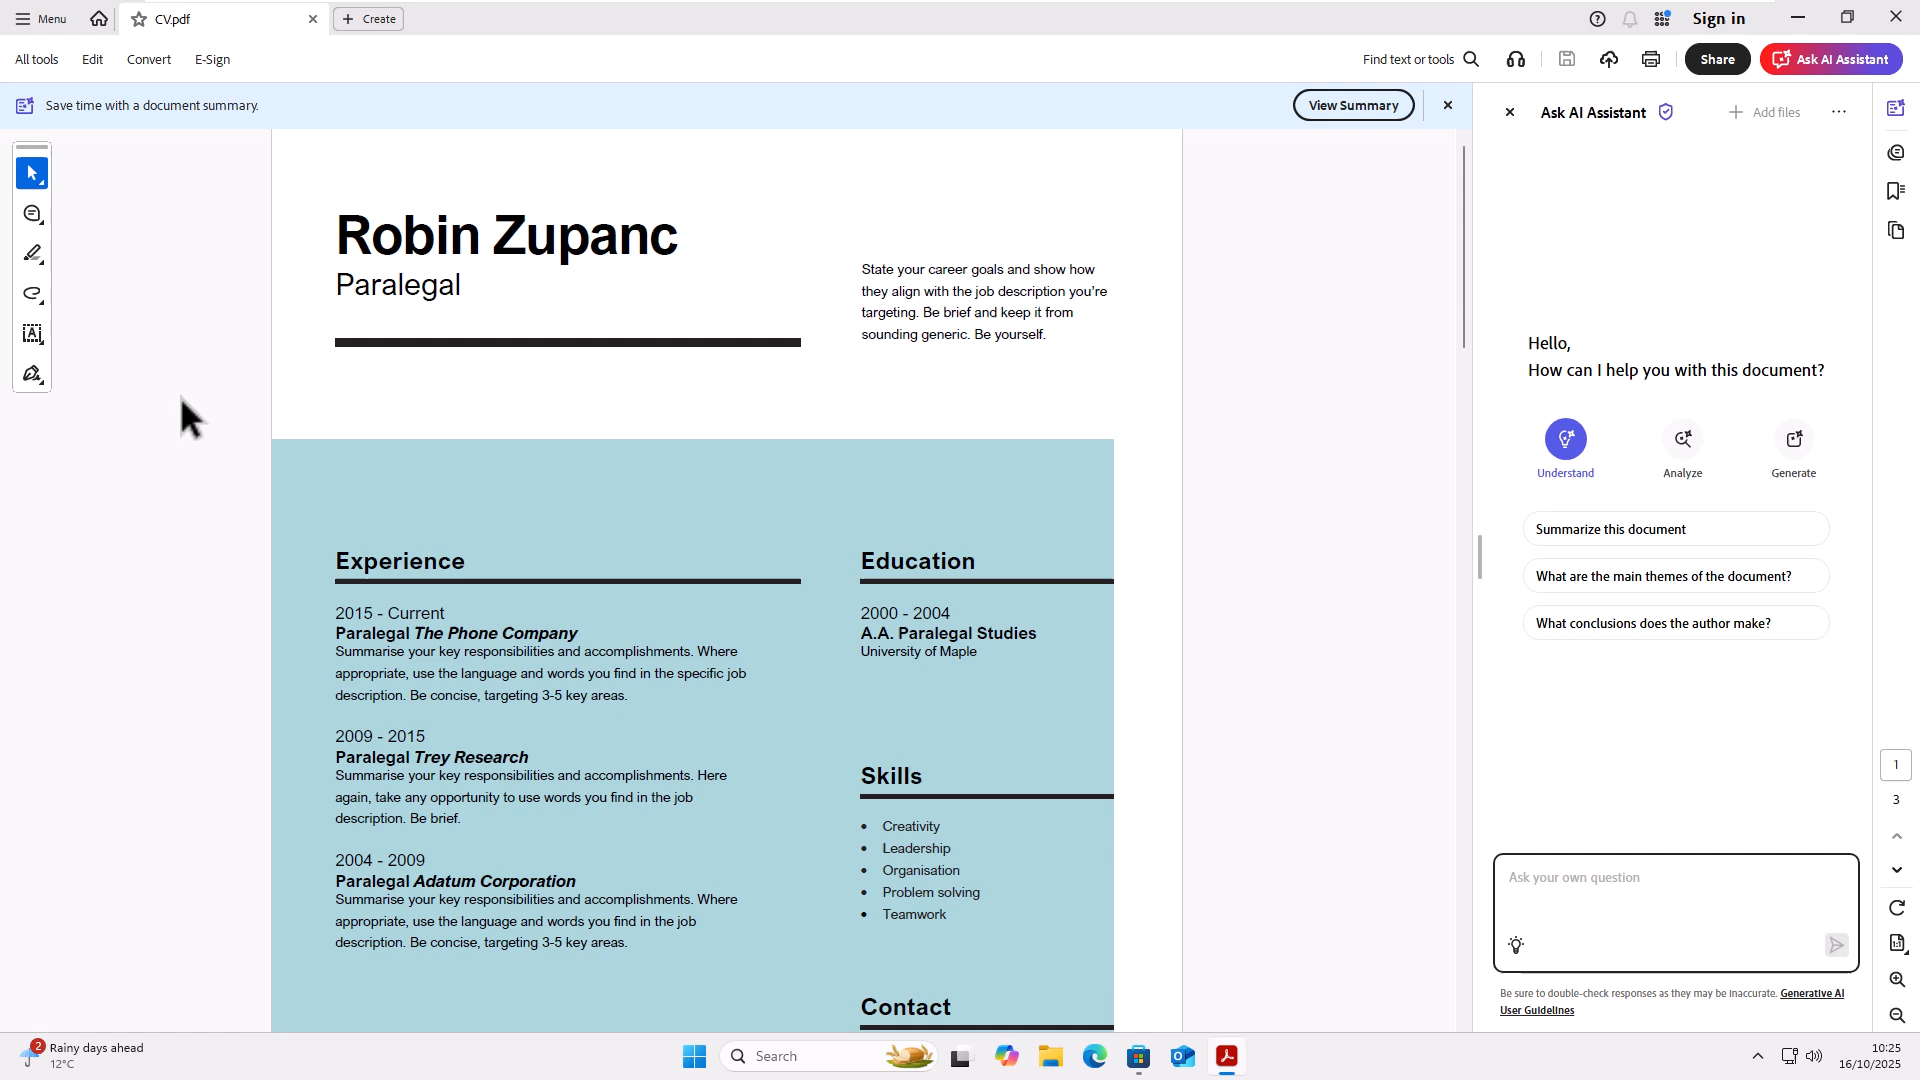 Menu
CV.pdf
Create
Sign in
All tools
Edit
Convert
E-Sign
Find text or tools
Share
Ask AI Assistant
Save time with a document summary.
View Summary
Robin Zupanc
Paralegal
State your career goals and show how
they align with the job description you're
targeting. Be brief and keep it from
sounding generic. Be yourself.
Experience
2015 - Current
Paralegal The Phone Company
Summarise your key responsibilities and accomplishments. Where
appropriate, use the language and words you find in the specific job
description. Be concise, targeting 3-5 key areas.
2009 - 2015
Paralegal Trey Research
Summarise your key responsibilities and accomplishments. Here
again, take any opportunity to use words you find in the job
description. Be brief.
2004 - 2009
Paralegal Adatum Corporation
Summarise your key responsibilities and accomplishments. Where
appropriate, use the language and words you find in the job
description. Be concise, targeting 3-5 key areas.
Education
2000 - 2004
A.A. Paralegal Studies
University of Maple
Skills
• Creativity
• Leadership
• Organisation
• Problem solving
• Teamwork
Contact
Ask AI Assistant
Add files
Hello,
How can I help you with this document?
Understand
Analyze
Generate
Summarize this document
What are the main themes of the document?
What conclusions does the author make?
Ask your own question
Be sure to double-check responses as they may be inaccurate. Generative AI
User Guidelines
1
3
1:1
2
Rainy days ahead
12°C
Search
10:25
16/10/2025